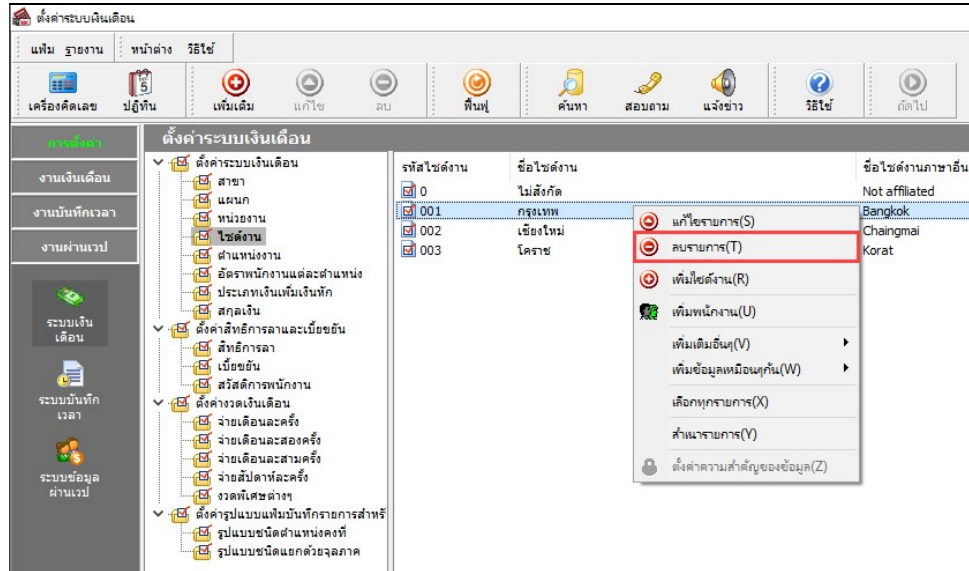 ตั้งค่าระบบเงินเดือน
แฟ้ม รายงาน หน้าต่าง วิธีใช้
5
เครื่องคิดเลข ปฏิทิน เพิ่มเติม แก้ไข ลบ ฟื้นฟู ค้นหา สอบถาม แจ้งข่าว วิธีใช้ ถัดไป
การตั้งค่า
งานเงินเดือน
งานบันทึกเวลา
งานผ่านเวป
ระบบเงิน
เดือน
ระบบบันทึก
เวลา
ระบบข้อมูล
ผ่านเวป
ตั้งค่าระบบเงินเดือน
ตั้งค่าระบบเงินเดือน
สาขา
แผนก
หน่วยงาน
ไซด์งาน
ตำแหน่งงาน
อัตราพนักงานแต่ละตำแหน่ง
ประเภทเงินเพิ่มเงินหัก
สกุลเงิน
ตั้งค่าสิทธิการลาและเบี้ยขยัน
สิทธิการลา
เบี้ยขยัน
สวัสดิการพนักงาน
ตั้งค่างวดเงินเดือน
จ่ายเดือนละครั้ง
จ่ายเดือนละสองครั้ง
จ่ายเดือนละสามครั้ง
จ่ายสัปดาห์ละครั้ง
งวดพิเศษต่างๆ
ตั้งค่ารูปแบบแฟ้มบันทึกรายการสำหรั
รูปแบบชนิดตำแหน่งคงที่
รูปแบบชนิดแยกด้วยจุลภาค
รหัสไซด์งาน ชื่อไซด์งาน ชื่อไซด์งานภาษาอื่น
0 ไม่สังกัด Not affiliated
001 กรุงเทพ Bangkok
002 เชียงใหม่ Chaingmai
003 โคราช Korat
แก้ไขรายการ(S)
ลบรายการ(T)
เพิ่มไซด์งาน(R)
เพิ่มพนักงาน(U)
เพิ่มเติมอื่นๆ(V)
เพิ่มข้อมูลเหมือนๆกัน(W)
เลือกทุกรายการ(X)
สำเนารายการ(Y)
ตั้งค่าความสำคัญของข้อมูล(Z)